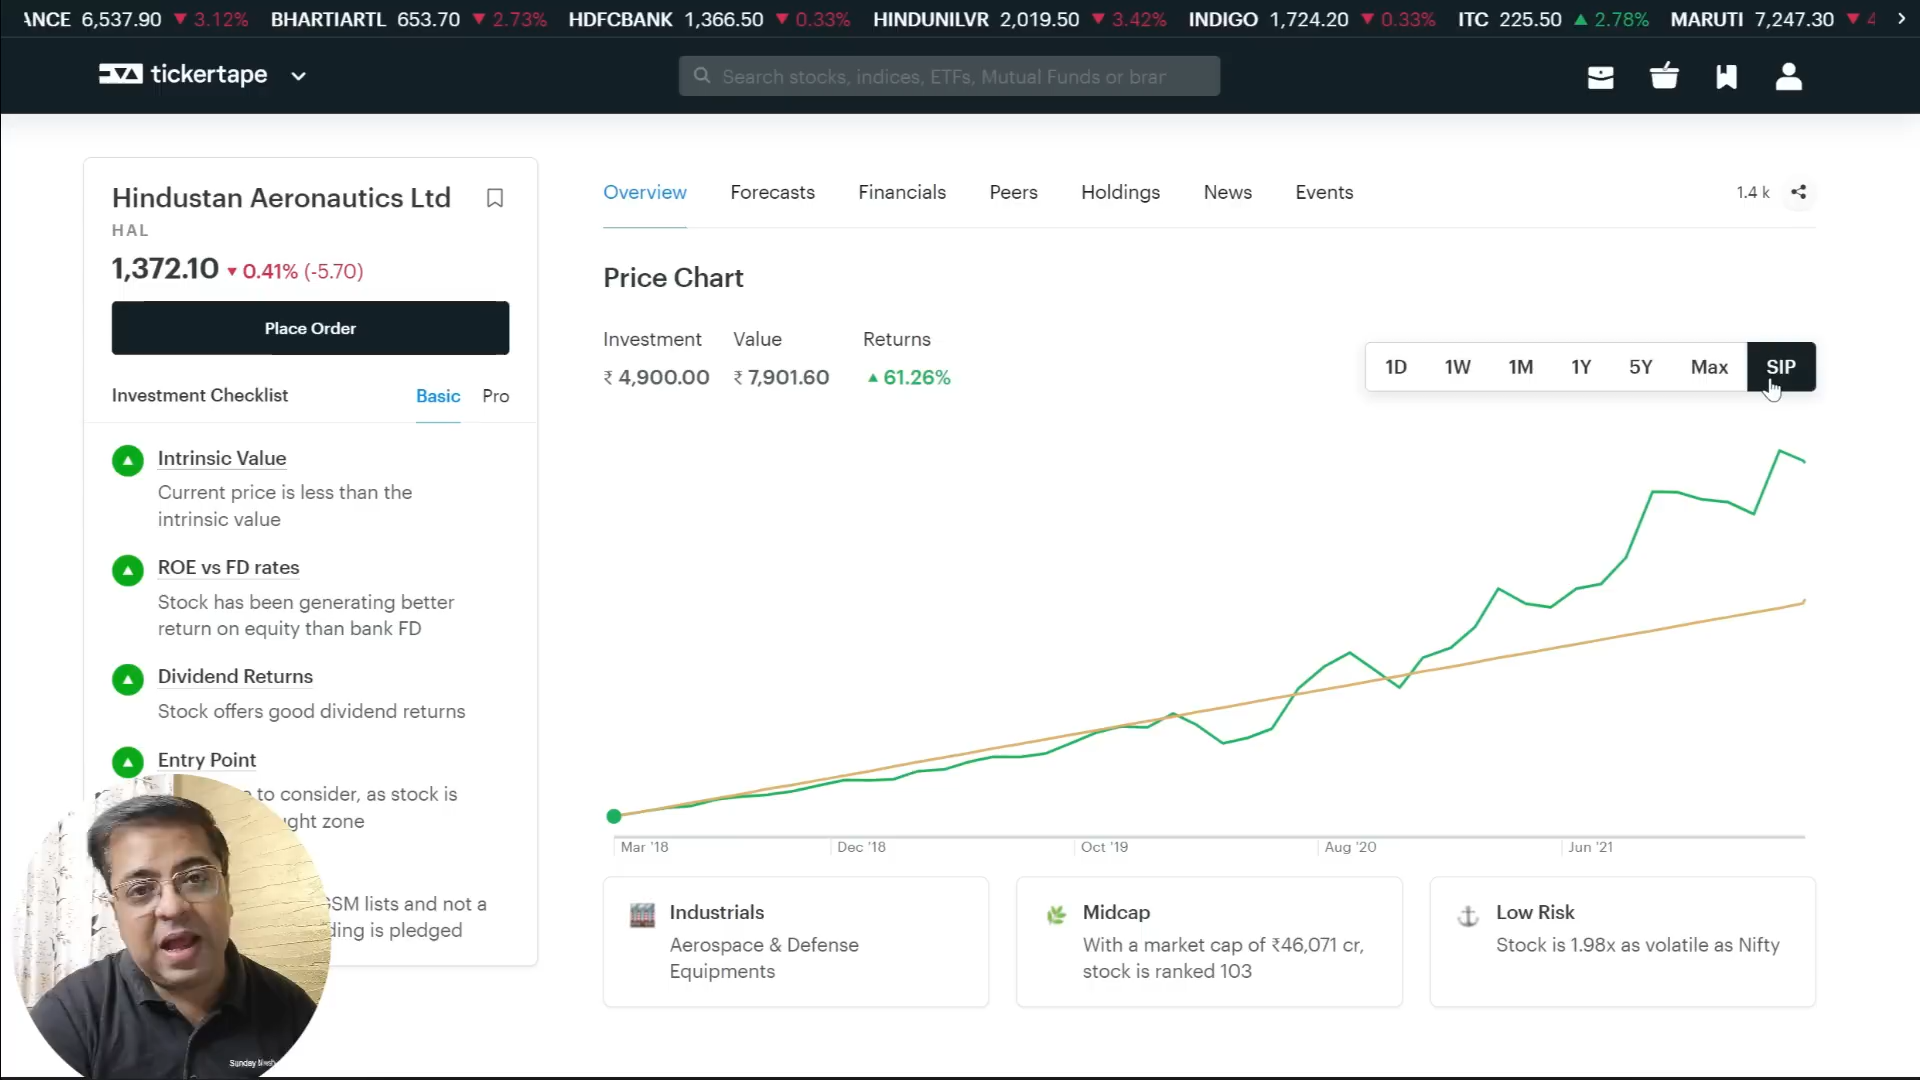 6,537.90 3.12% BHARTIARTL 653.70 2.73% HDFCBANK 1,366.50 0.33% HINDUNILVR 2,019.50 3.42% INDIGO 1,724.20 0.33% ITC 225.50 2.78% MARUTI 7,247.30
tickertape
Search stocks, indices, ETFs, Mutual Funds or
Hindustan Aeronautics Ltd
HAL
1,372.10 0.41% (-5.70)
Place Order
Investment Checklist Basic Pro
Intrinsic Value
Current price is less than the
intrinsic value
ROE vs FD rates
Stock has been generating better
return on equity than bank FD
Dividend Returns
Stock offers good dividend returns
Entry Point
to consider, as stock is
zone
lists and not a
is pledged
Sunday
Overview Forecasts Financials Peers Holdings News Events 1.4 k
Price Chart
Investment Value Returns
₹ 4,900.00 ₹ 7,901.60 61.26%
1D 1W 1M 1Y 5Y Max SIP
Mar '18 Dec '18 Oct '19 Aug '20 Jun '21
Industrials
Aerospace & Defense
Equipments
Midcap
With a market cap of ₹46,071 cr,
stock is ranked 103
Low Risk
Stock is 1.98x as volatile as Nifty